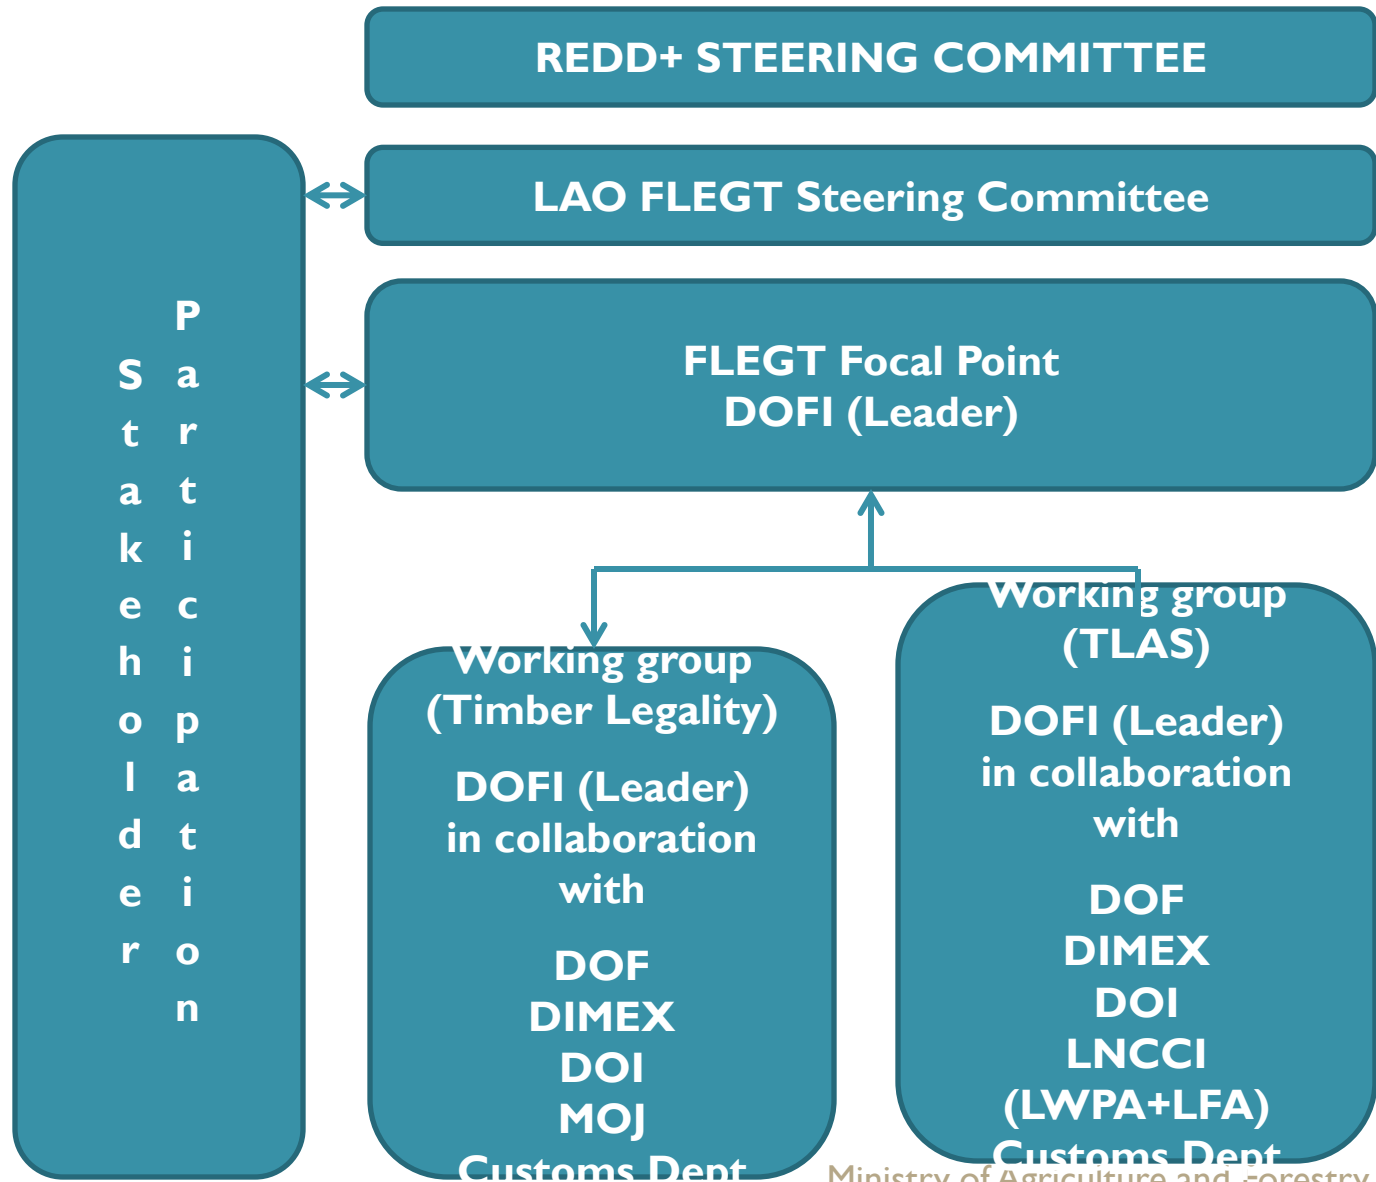 REDD+ STEERING COMMITTEE
LAO FLEGT Steering Committee
Stakeholder
Participation
FLEGT Focal Point
DOFI (Leader)
Working group
(Timber Legality)
DOFI (Leader)
in collaboration
with
DOF
DIMEX
DOI
MOJ
Customs Dept
Working group
(TLAS)
DOFI (Leader)
in collaboration
with
DOF
DIMEX
DOI
LNCCI
(LWPA+LFA)
Customs Dept
Ministry of Agriculture and Forestry